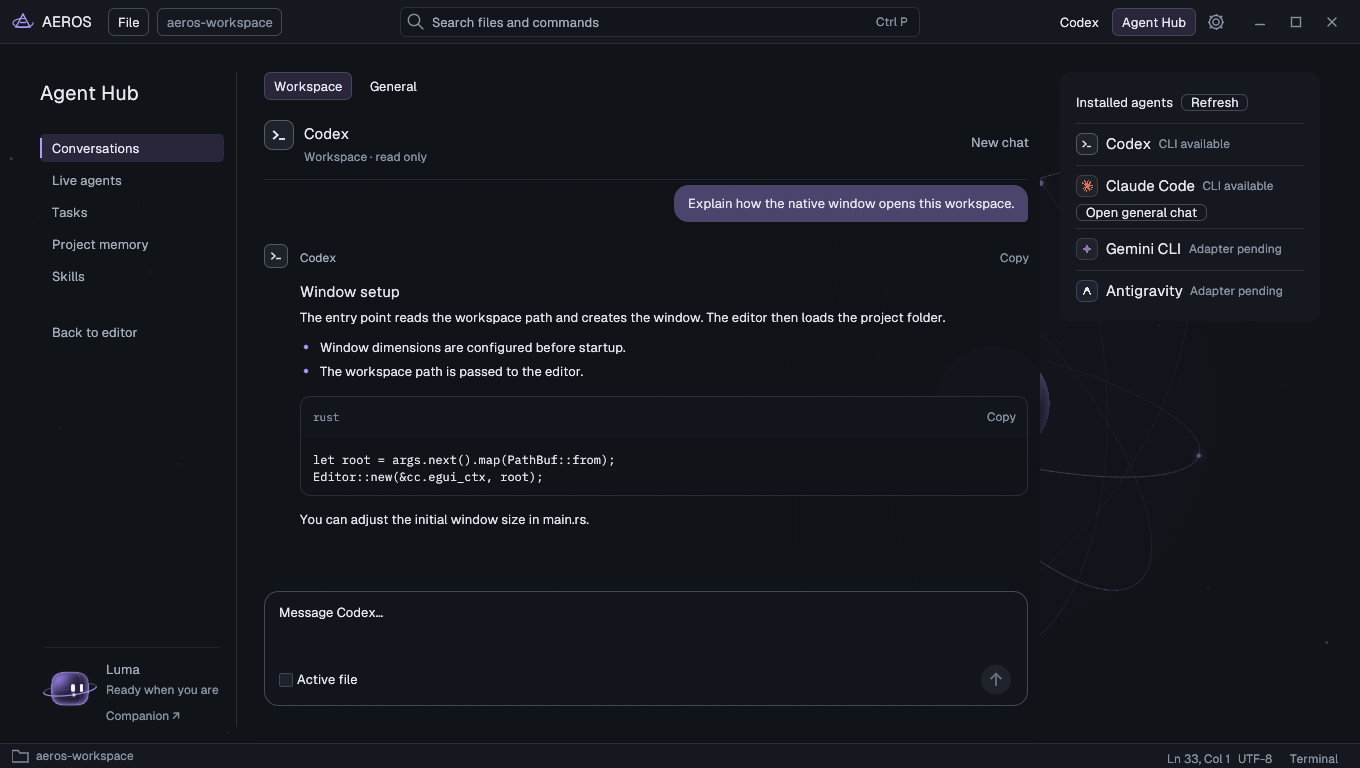 AEROS File aeros-workspace Search files and commands Ctrl P Codex Agent Hub
Agent Hub
Conversations
Live agents
Tasks
Project memory
Skills
Back to editor
Luma
Ready when you are
Companion ↗
Workspace General
>_ Codex
Workspace · read only
New chat
Explain how the native window opens this workspace.
>_ Codex Copy
Window setup
The entry point reads the workspace path and creates the window. The editor then loads the project folder.
• Window dimensions are configured before startup.
• The workspace path is passed to the editor.
rust Copy
let root = args.next().map(PathBuf::from);
Editor::new(&cc.egui_ctx, root);
You can adjust the initial window size in main.rs.
Message Codex…
Active file
Installed agents Refresh
>_ Codex CLI available
Claude Code CLI available
Open general chat
Gemini CLI Adapter pending
Antigravity Adapter pending
aeros-workspace Ln 33, Col 1 UTF-8 Terminal